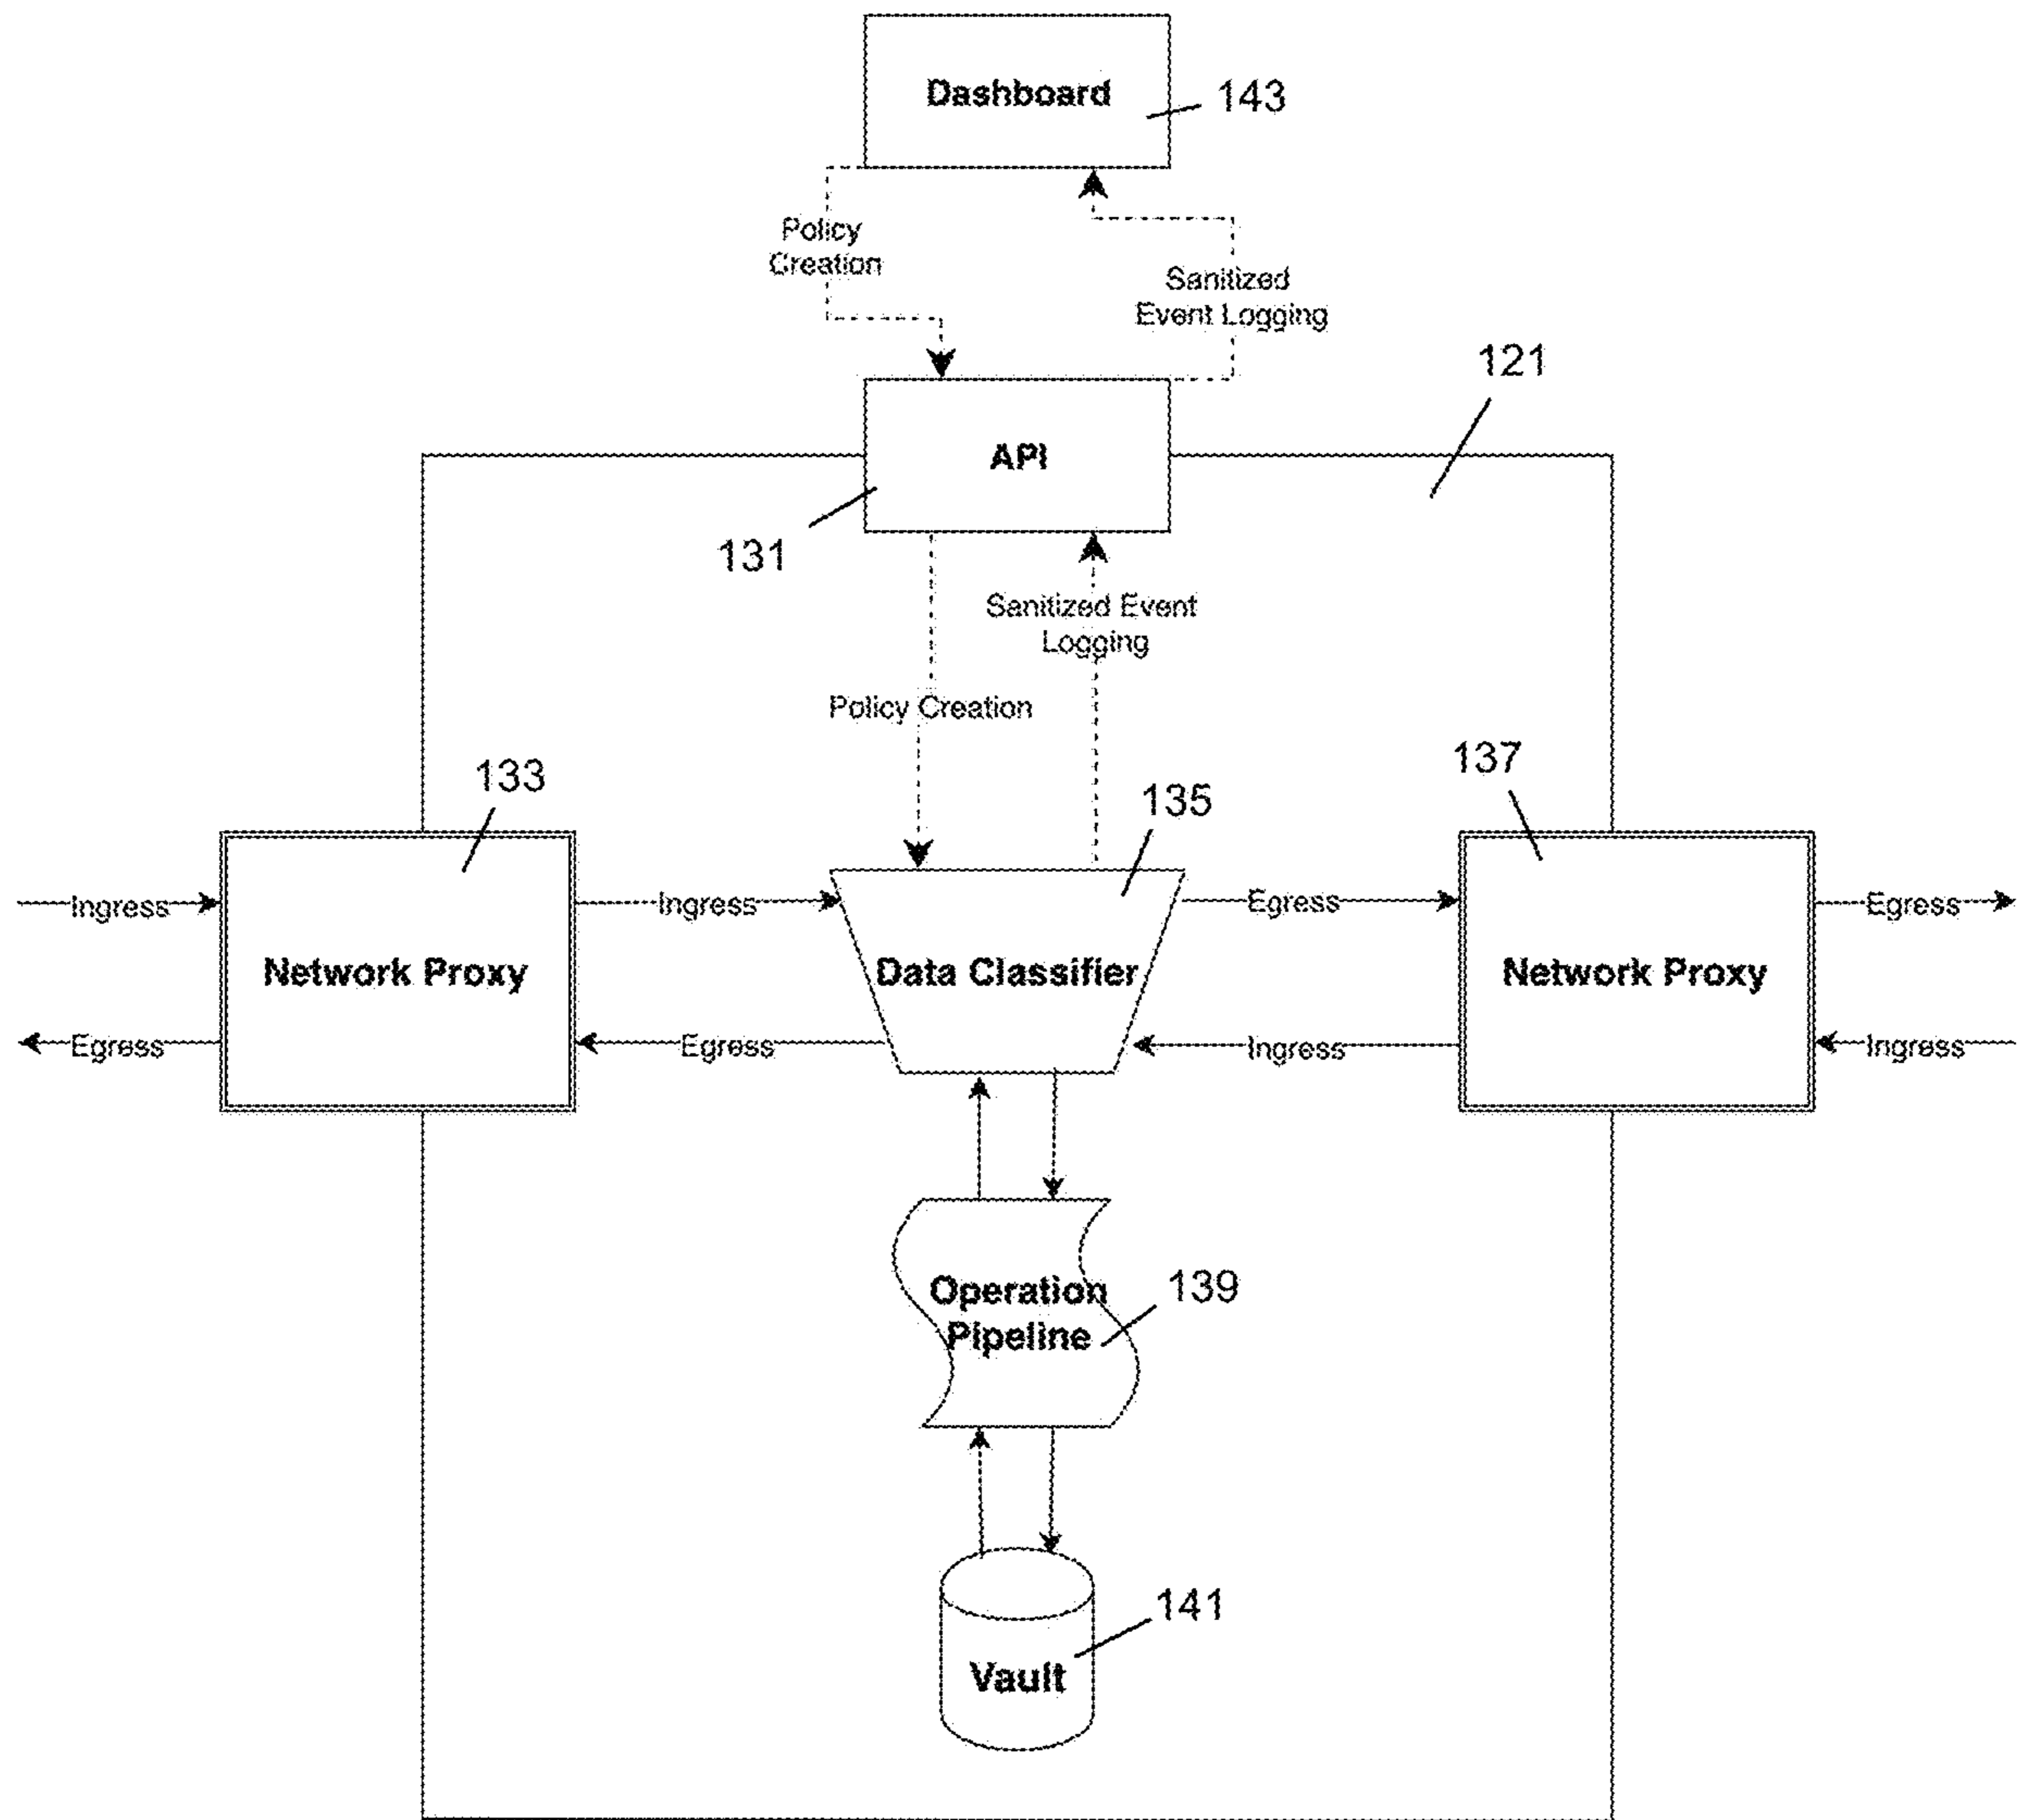 Dashboard
143
Policy
Creation
Sanitized
Event Logging
121
API
131
Sanitized Event
Logging
Policy Creation
133
137
135
Ingress
Ingress
Egress
Egress
Network Proxy
Data Classifier
Network Proxy
Egress
Egress
Ingress
Ingress
Operation
Pipeline
139
141
Vault